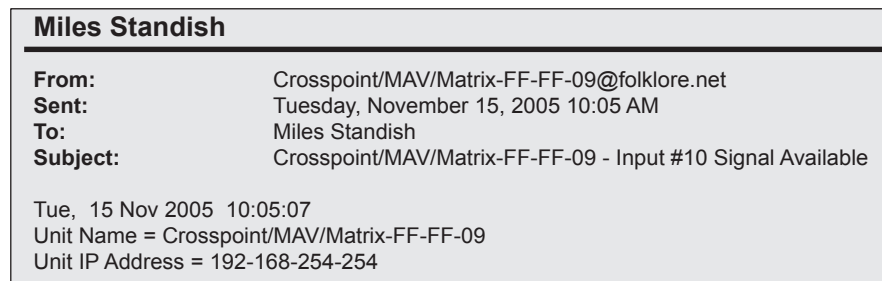 Miles Standish
From: Crosspoint/MAV/Matrix-FF-FF-09@folklore.net
Sent: Tuesday, November 15, 2005 10:05 AM
To: Miles Standish
Subject: Crosspoint/MAV/Matrix-FF-FF-09 - Input #10 Signal Available
Tue, 15 Nov 2005 10:05:07
Unit Name = Crosspoint/MAV/Matrix-FF-FF-09
Unit IP Address = 192-168-254-254